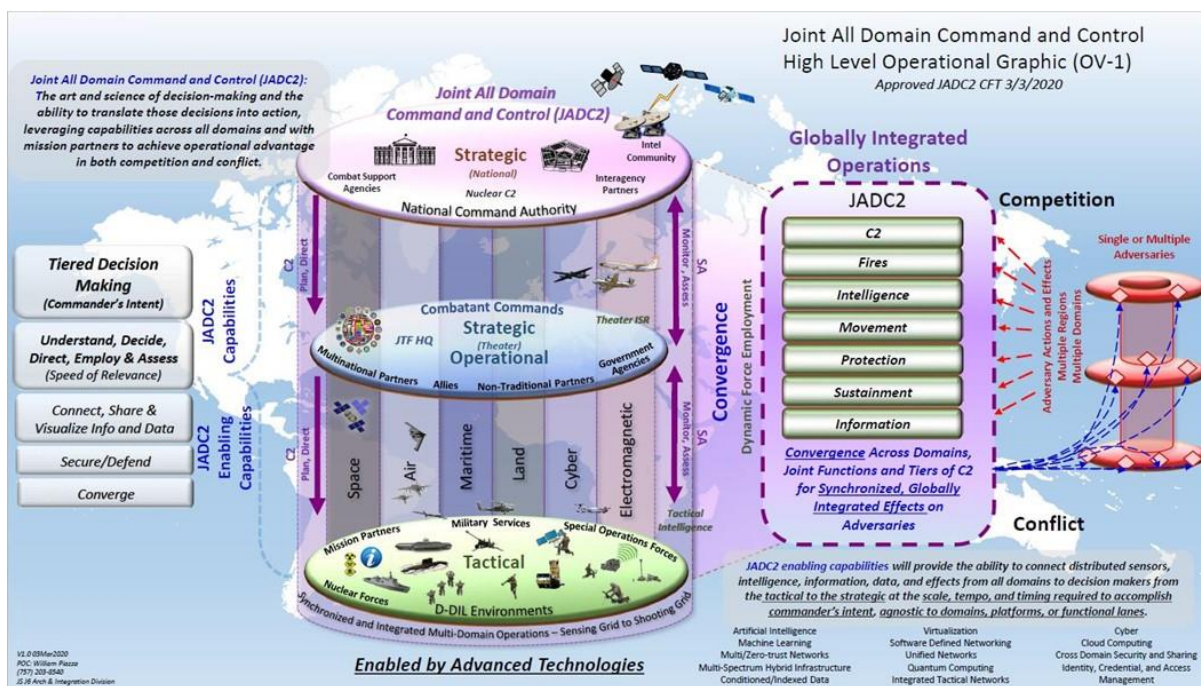 Joint All Domain Command and Control
High Level Operational Graphic (OV-1)
Approved JADC2 CFT 3/3/2020
Joint All Domain Command and Control (JADC2):
The art and science of decision-making and the
ability to translate those decisions into action,
leveraging capabilities across all domains and with
mission partners to achieve operational advantage
in both competition and conflict.
Joint All Domain
Command and Control (JADC2)
Strategic
(National)
Nuclear C2
Combat Support
Agencies
Intel
Community
Interagency
Partners
National Command Authority
C2
Plan, Direct
SA
Monitor, Assess
Combatant Commands
Strategic
(Theater)
Operational
JTF HQ
Theater ISR
Multinational Partners
Allies
Non-Traditional Partners
Government
Agencies
C2
Plan, Direct
SA
Monitor, Assess
Space
Air
Maritime
Land
Cyber
Electromagnetic
Tactical
Intelligence
Mission Partners
Military Services
Special Operations Forces
Tactical
Nuclear Forces
D-DIL Environments
Synchronized and Integrated Multi-Domain Operations – Sensing Grid to Shooting Grid
Enabled by Advanced Technologies
Tiered Decision
Making
(Commander's Intent)
Understand, Decide,
Direct, Employ & Assess
(Speed of Relevance)
Connect, Share &
Visualize Info and Data
Secure/Defend
Converge
JADC2
Capabilities
JADC2
Enabling
Capabilities
Convergence
Dynamic Force Employment
Globally Integrated
Operations
JADC2
C2
Fires
Intelligence
Movement
Protection
Sustainment
Information
Convergence Across Domains,
Joint Functions and Tiers of C2
for Synchronized, Globally
Integrated Effects on
Adversaries
Competition
Single or Multiple
Adversaries
Adversary Actions and Effects
Multiple Regions
Multiple Domains
Conflict
JADC2 enabling capabilities will provide the ability to connect distributed sensors,
intelligence, information, data, and effects from all domains to decision makers from
the tactical to the strategic at the scale, tempo, and timing required to accomplish
commander's intent, agnostic to domains, platforms, or functional lanes.
Artificial Intelligence
Machine Learning
Multi/Zero-trust Networks
Multi-Spectrum Hybrid Infrastructure
Conditioned/Indexed Data
Virtualization
Software Defined Networking
Unified Networks
Quantum Computing
Integrated Tactical Networks
Cyber
Cloud Computing
Cross Domain Security and Sharing
Identity, Credential, and Access
Management
V1.0 03Mar2020
POC: William Piazza
(757) 203-8540
JS J6 Arch & Integration Division